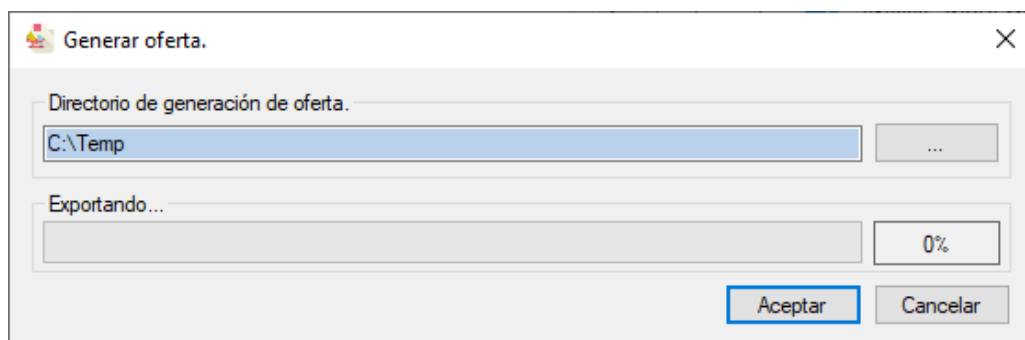 Generar oferta.
Directorio de generación de oferta.
C:\Temp
...
Exportando...
0%
Aceptar
Cancelar